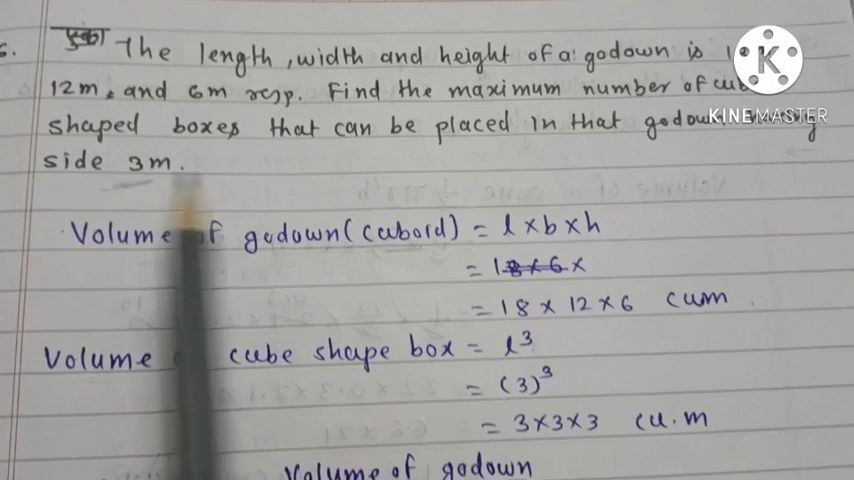 The length, width and height of a godown is
12m, and 6m resp. Find the maximum number of
shaped boxes that can be placed in that
side 3m.
K
KINEMASTER
Volume of godown (cuboid) = l × b × h
= 18 × 6 ×
= 18 × 12 × 6 cum
Volume cube shape box = l³
= (3)³
= 3×3×3 cu.m
Volume of godown